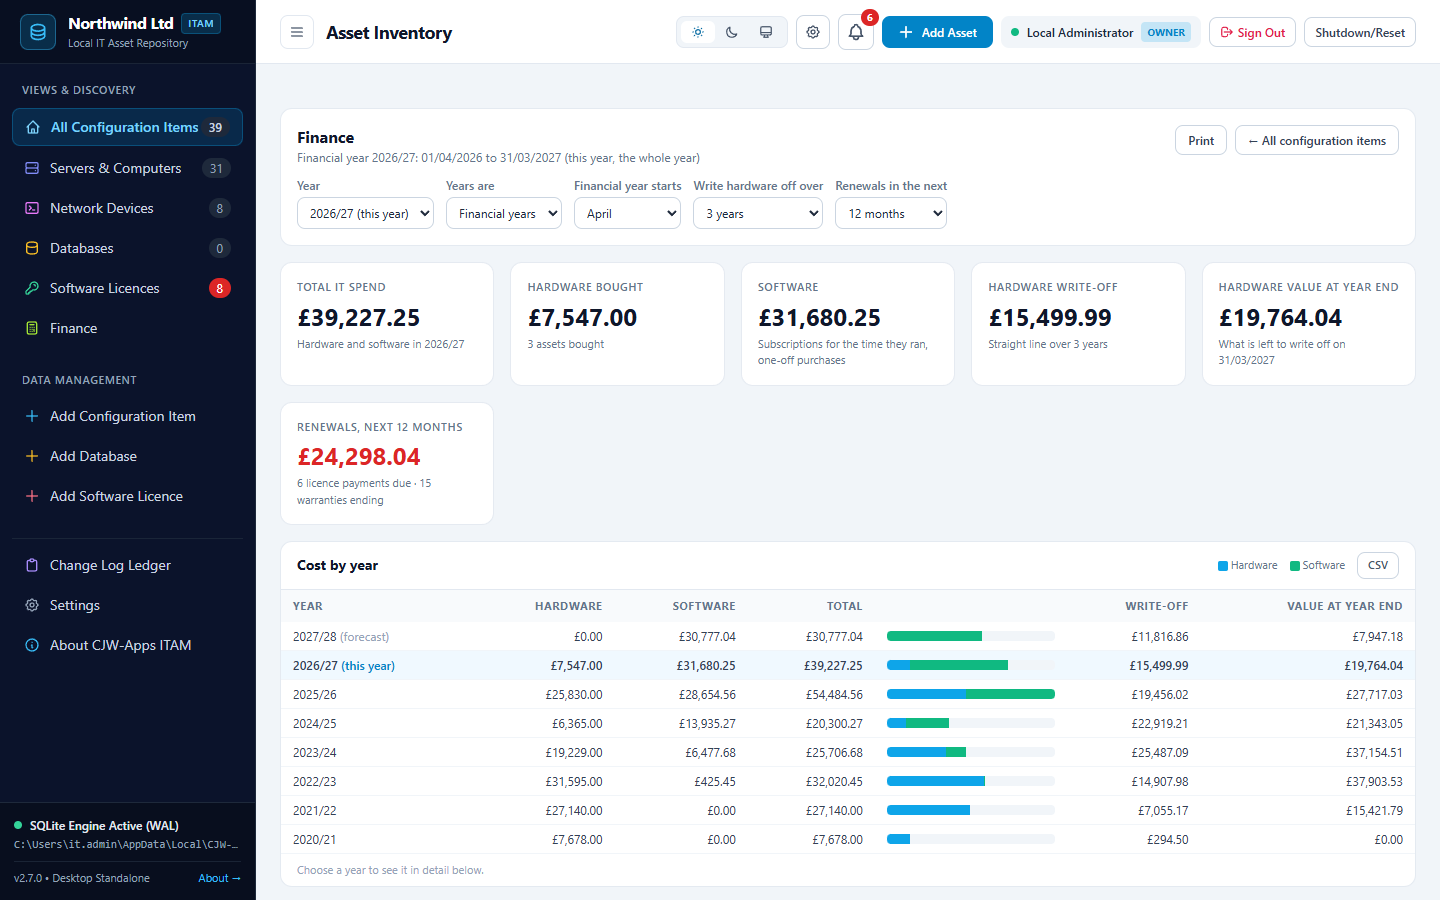 Northwind Ltd ITAM
Local IT Asset Repository
VIEWS & DISCOVERY
All Configuration Items 39
Servers & Computers 31
Network Devices 8
Databases 0
Software Licences 8
Finance
DATA MANAGEMENT
Add Configuration Item
Add Database
Add Software Licence
Change Log Ledger
Settings
About CJW-Apps ITAM
SQLite Engine Active (WAL)
C:\Users\it.admin\AppData\Local\CJW-…
v2.7.0 • Desktop Standalone About →
Asset Inventory
6
Add Asset
Local Administrator OWNER
Sign Out
Shutdown/Reset
Finance
Financial year 2026/27: 01/04/2026 to 31/03/2027 (this year, the whole year)
Print
← All configuration items
Year Years are Financial year starts Write hardware off over Renewals in the next
2026/27 (this year) Financial years April 3 years 12 months
TOTAL IT SPEND
£39,227.25
Hardware and software in 2026/27
HARDWARE BOUGHT
£7,547.00
3 assets bought
SOFTWARE
£31,680.25
Subscriptions for the time they ran,
one-off purchases
HARDWARE WRITE-OFF
£15,499.99
Straight line over 3 years
HARDWARE VALUE AT YEAR END
£19,764.04
What is left to write off on
31/03/2027
RENEWALS, NEXT 12 MONTHS
£24,298.04
6 licence payments due · 15
warranties ending
Cost by year
Hardware Software CSV
YEAR HARDWARE SOFTWARE TOTAL WRITE-OFF VALUE AT YEAR END
2027/28 (forecast) £0.00 £30,777.04 £30,777.04 £11,816.86 £7,947.18
2026/27 (this year) £7,547.00 £31,680.25 £39,227.25 £15,499.99 £19,764.04
2025/26 £25,830.00 £28,654.56 £54,484.56 £19,456.02 £27,717.03
2024/25 £6,365.00 £13,935.27 £20,300.27 £22,919.21 £21,343.05
2023/24 £19,229.00 £6,477.68 £25,706.68 £25,487.09 £37,154.51
2022/23 £31,595.00 £425.45 £32,020.45 £14,907.98 £37,903.53
2021/22 £27,140.00 £0.00 £27,140.00 £7,055.17 £15,421.79
2020/21 £7,678.00 £0.00 £7,678.00 £294.50 £0.00
Choose a year to see it in detail below.